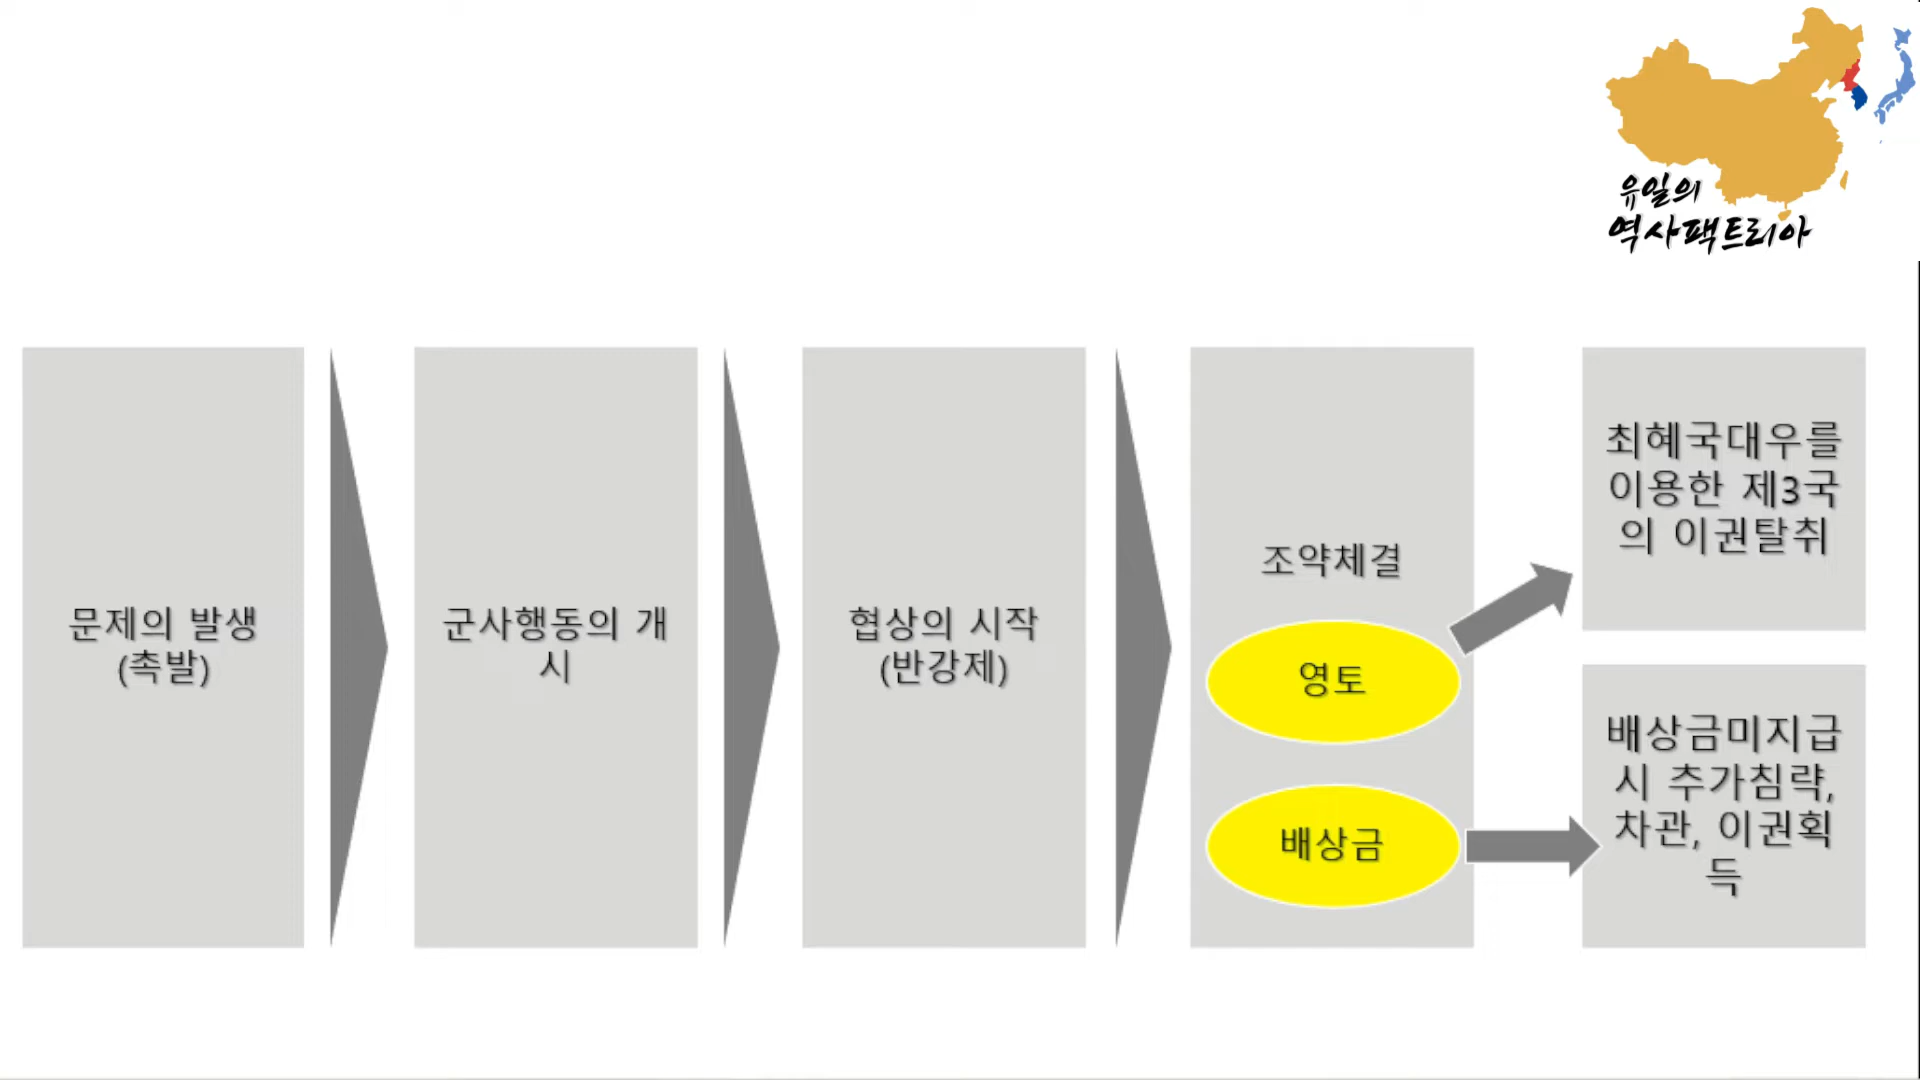 유일의
역사팩트리아
문제의 발생
(촉발)
군사행동의 개
시
협상의 시작
(반강제)
조약체결
영토
배상금
최혜국대우를
이용한 제3국
의 이권탈취
배상금미지급
시 추가침략,
차관, 이권획
득